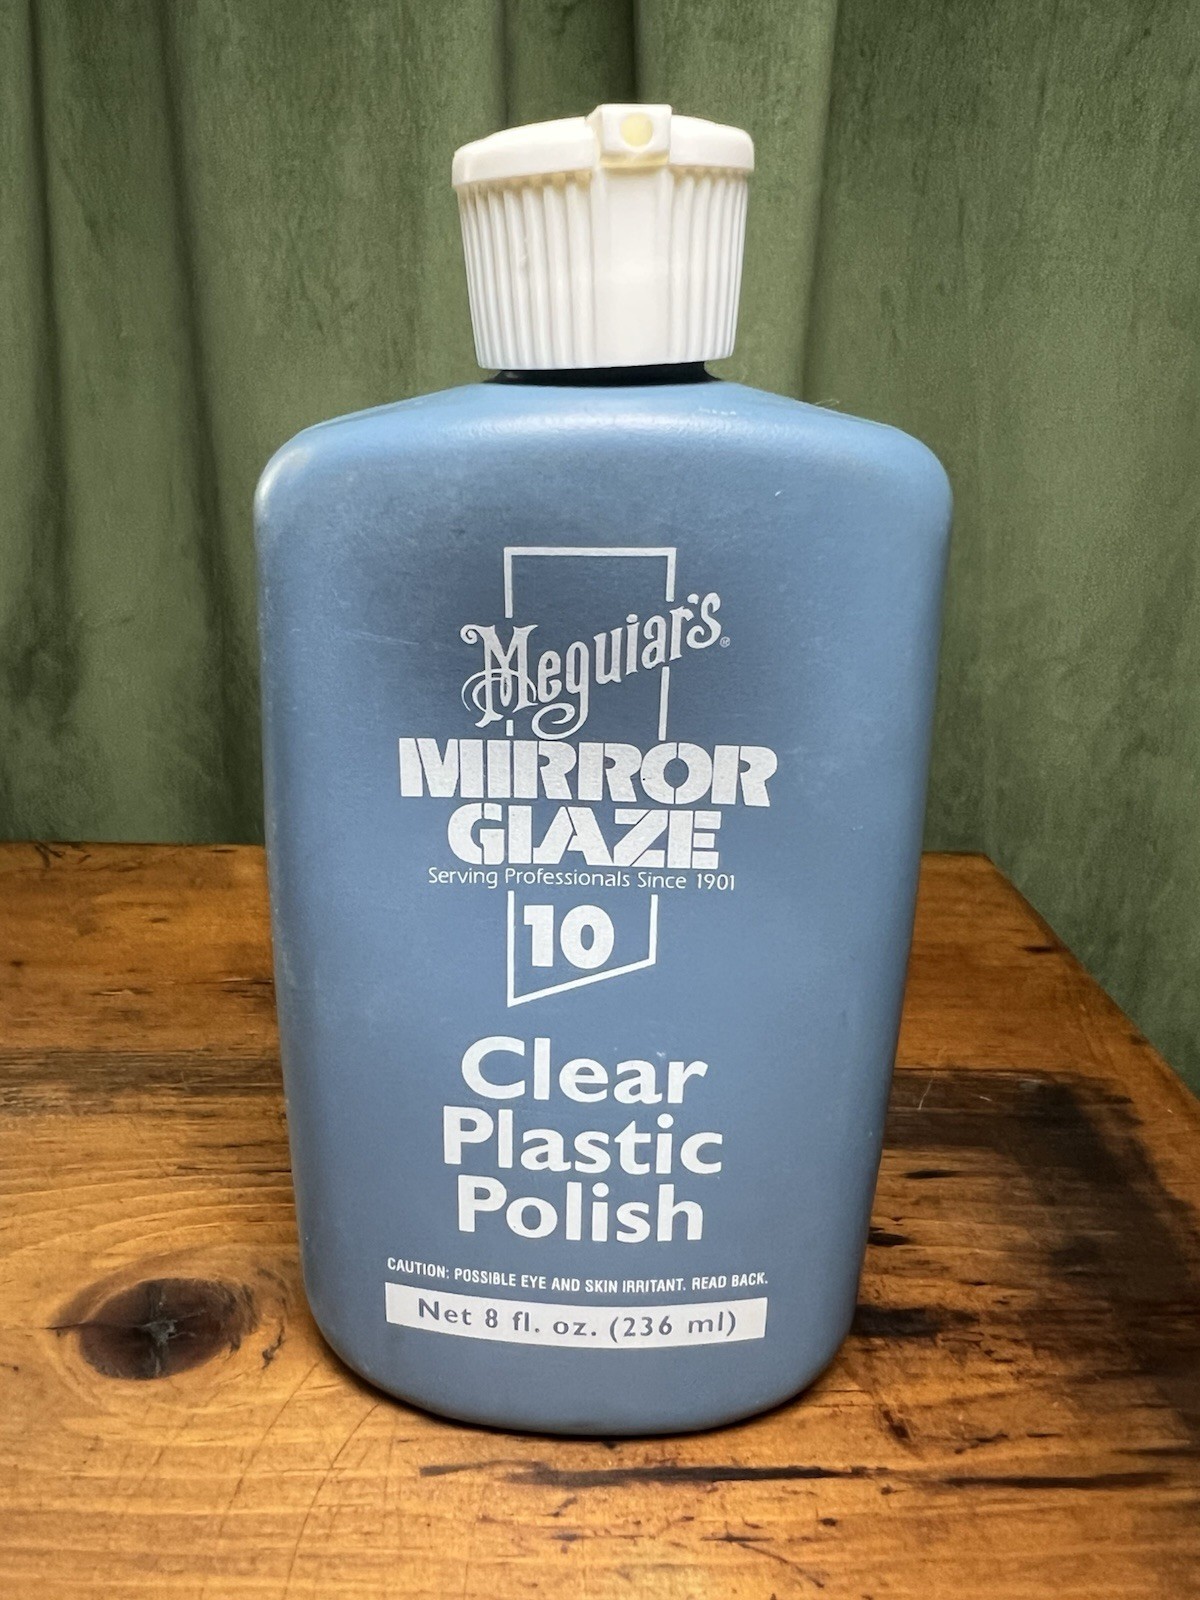 Meguiar's®
MIRROR
GLAZE
Serving Professionals Since 1901
10
Clear
Plastic
Polish
CAUTION: POSSIBLE EYE AND SKIN IRRITANT. READ BACK.
Net 8 fl. oz. (236 ml)